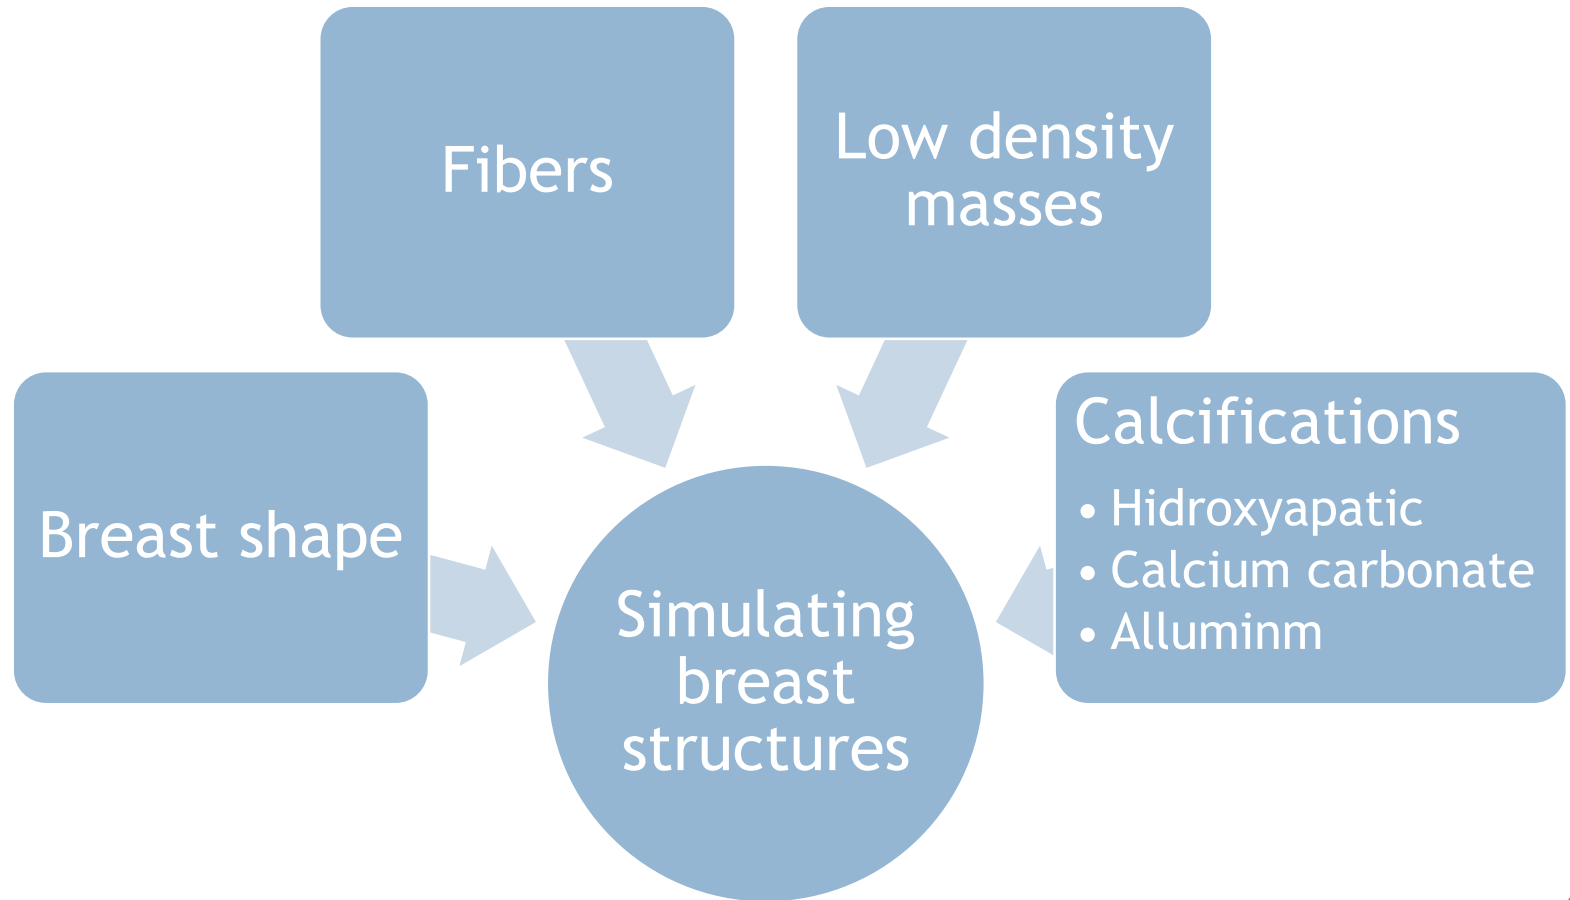 Fibers
Low density
masses
Breast shape
Calcifications
• Hidroxyapatic
• Calcium carbonate
• Alluminm
Simulating
breast
structures